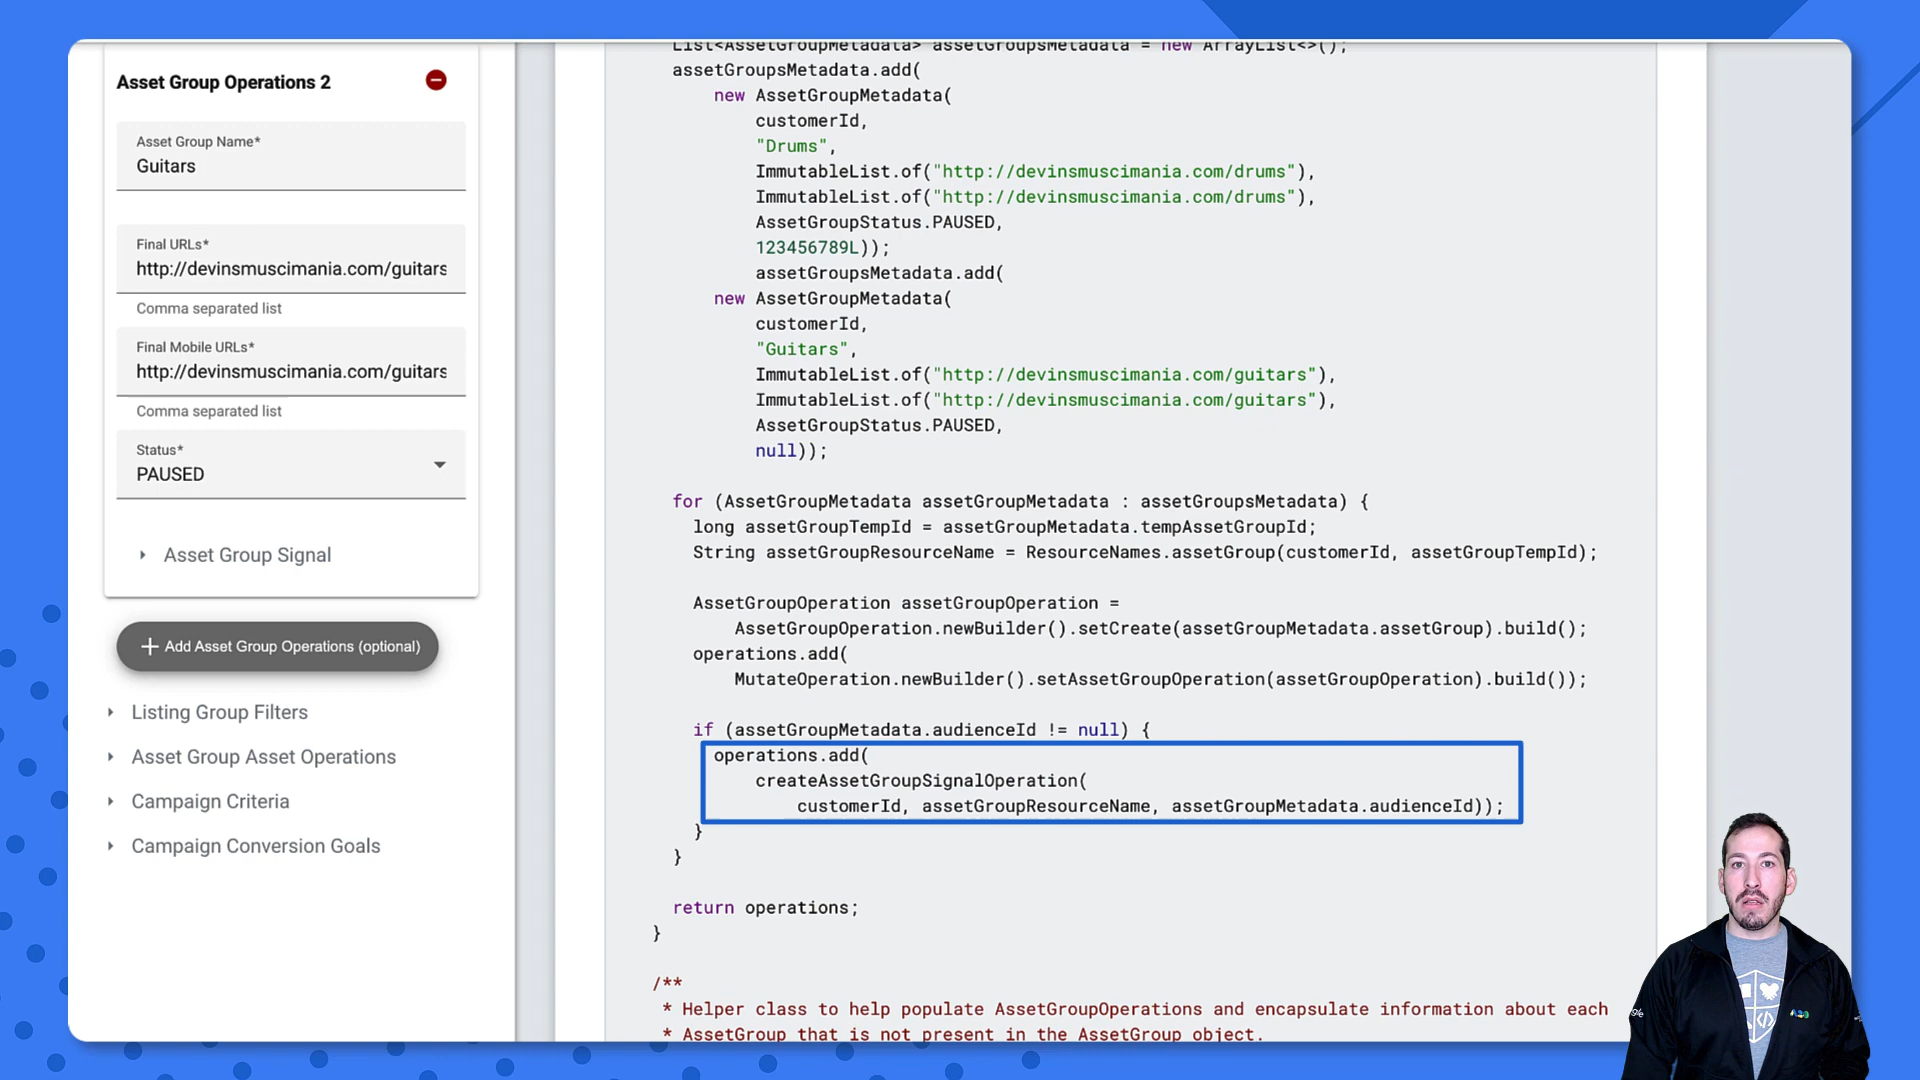 Asset Group Operations 2
Asset Group Name*
Guitars
Final URLs*
http://devinsmuscimania.com/guitars
Comma separated list
Final Mobile URLs*
http://devinsmuscimania.com/guitars
Comma separated list
Status*
PAUSED
Asset Group Signal
Add Asset Group Operations (optional)
Listing Group Filters
Asset Group Asset Operations
Campaign Criteria
Campaign Conversion Goals
List<AssetGroupMetadata> assetGroupsMetadata = new ArrayList<>();
assetGroupsMetadata.add(
new AssetGroupMetadata(
customerId,
"Drums",
ImmutableList.of("http://devinsmuscimania.com/drums"),
ImmutableList.of("http://devinsmuscimania.com/drums"),
AssetGroupStatus.PAUSED,
123456789L));
assetGroupsMetadata.add(
new AssetGroupMetadata(
customerId,
"Guitars",
ImmutableList.of("http://devinsmuscimania.com/guitars"),
ImmutableList.of("http://devinsmuscimania.com/guitars"),
AssetGroupStatus.PAUSED,
null));
for (AssetGroupMetadata assetGroupMetadata : assetGroupsMetadata) {
long assetGroupTempId = assetGroupMetadata.tempAssetGroupId;
String assetGroupResourceName = ResourceNames.assetGroup(customerId, assetGroupTempId);
AssetGroupOperation assetGroupOperation =
AssetGroupOperation.newBuilder().setCreate(assetGroupMetadata.assetGroup).build();
operations.add(
MutateOperation.newBuilder().setAssetGroupOperation(assetGroupOperation).build());
if (assetGroupMetadata.audienceId != null) {
operations.add(
createAssetGroupSignalOperation(
customerId, assetGroupResourceName, assetGroupMetadata.audienceId));
}
}
return operations;
}
/**
* Helper class to help populate AssetGroupOperations and encapsulate information about each
* AssetGroup that is not present in the AssetGroup object.